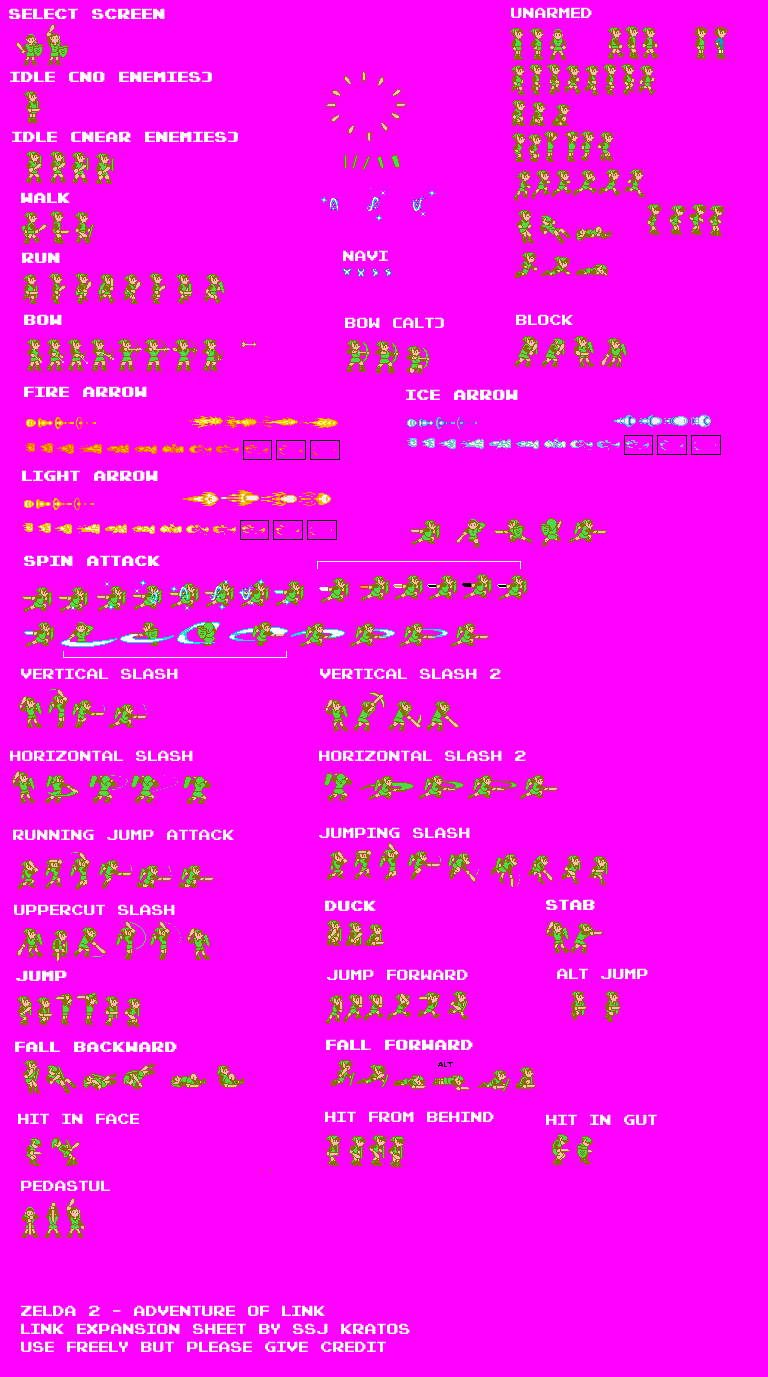 SELECT SCREEN
UNARMED
IDLE (NO ENEMIES)
IDLE (NEAR ENEMIES)
WALK
RUN
NAVI
BOW
BOW (ALT)
BLOCK
FIRE ARROW
ICE ARROW
LIGHT ARROW
SPIN ATTACK
VERTICAL SLASH
VERTICAL SLASH 2
HORIZONTAL SLASH
HORIZONTAL SLASH 2
RUNNING JUMP ATTACK
JUMPING SLASH
UPPERCUT SLASH
DUCK
STAB
JUMP
JUMP FORWARD
ALT JUMP
FALL BACKWARD
FALL FORWARD
ALT
HIT IN FACE
HIT FROM BEHIND
HIT IN GUT
PEDASTUL
ZELDA 2 - ADVENTURE OF LINK
LINK EXPANSION SHEET BY SSJ KRATOS
USE FREELY BUT PLEASE GIVE CREDIT